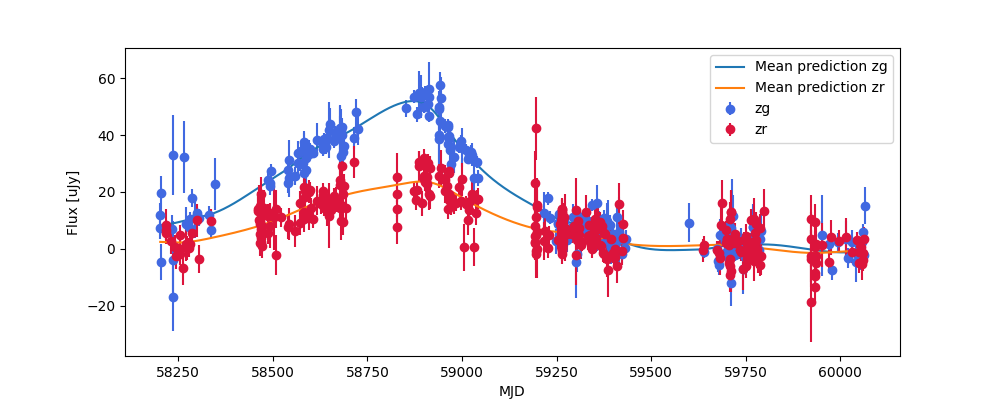 Mean prediction zg
Mean prediction zr
zg
zr
Flux [uJy]
60
40
20
0
−20
58250 58500 58750 59000 59250 59500 59750 60000
MJD